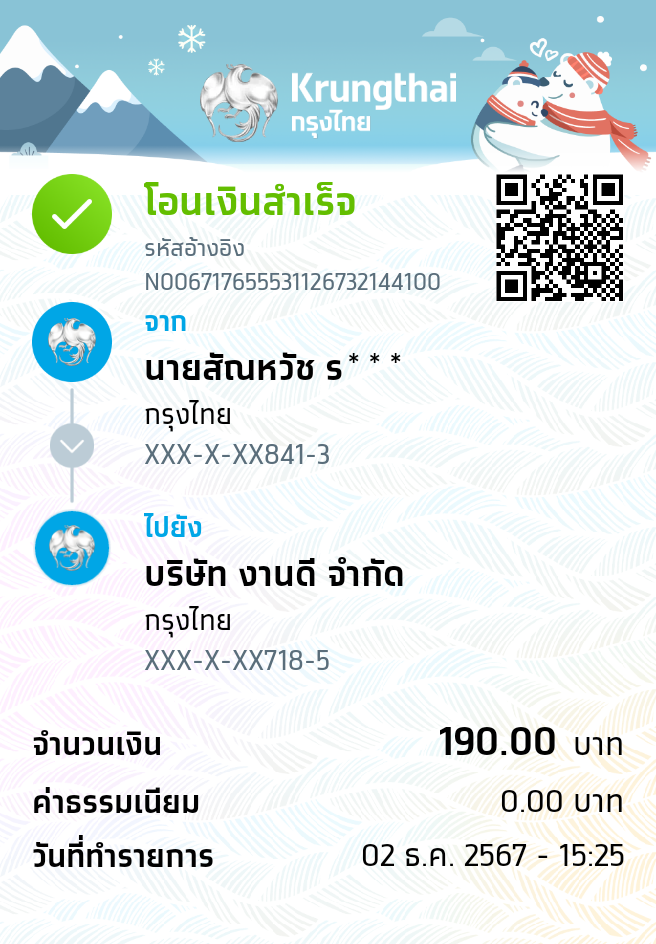 Krungthai
กรุงไทย
โอนเงินสำเร็จ
รหัสอ้างอิง
N006717655531126732144100
จาก
นายสัณหวัช ร***
กรุงไทย
XXX-X-XX841-3
ไปยัง
บริษัท งานดี จำกัด
กรุงไทย
XXX-X-XX718-5
จำนวนเงิน 190.00 บาท
ค่าธรรมเนียม 0.00 บาท
วันที่ทำรายการ 02 ธ.ค. 2567 - 15:25